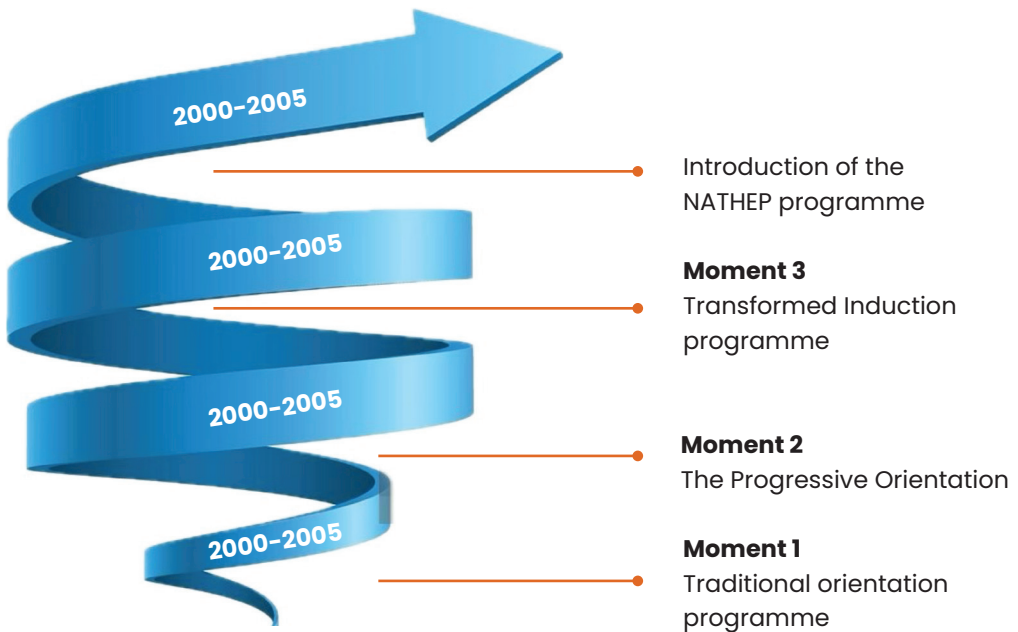 2000-2005
Introduction of the
NATHEP programme
2000-2005
Moment 3
Transformed Induction
programme
2000-2005
Moment 2
The Progressive Orientation
2000-2005
Moment 1
Traditional orientation
programme